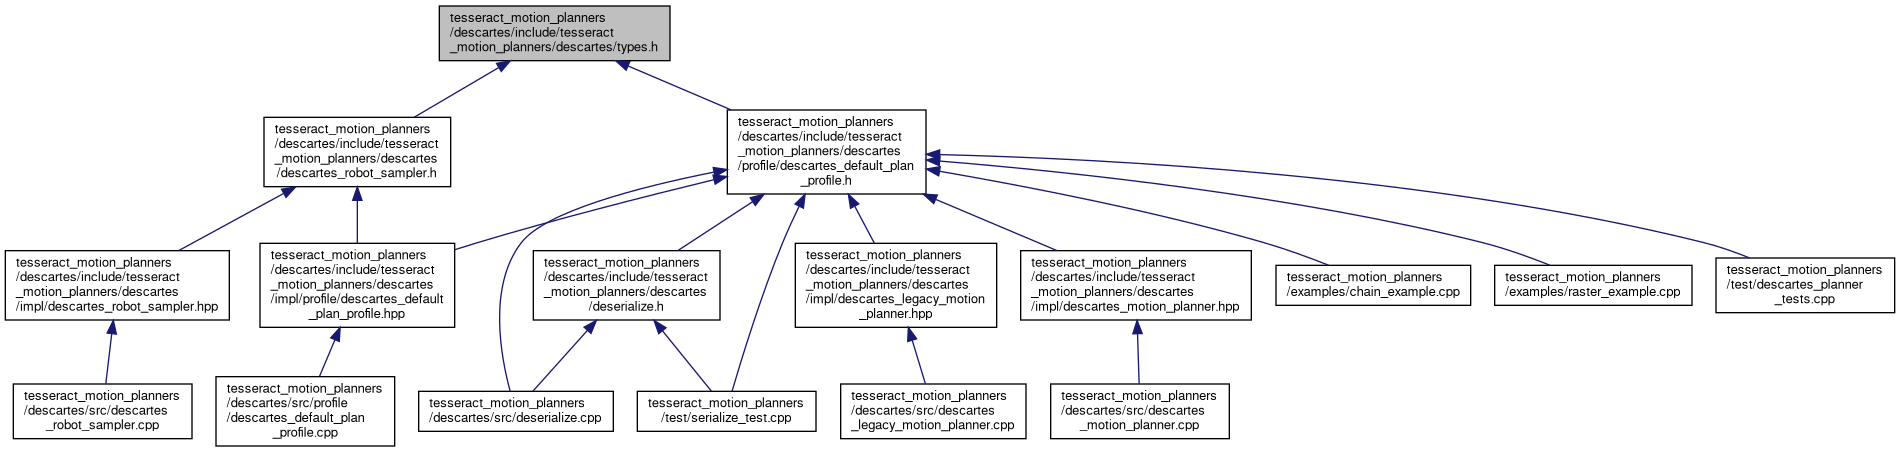 tesseract_motion_planners
/descartes/include/tesseract
_motion_planners/descartes/types.h
tesseract_motion_planners
/descartes/include/tesseract
_motion_planners/descartes
/descartes_robot_sampler.h
tesseract_motion_planners
/descartes/include/tesseract
_motion_planners/descartes
/profile/descartes_default_plan
_profile.h
tesseract_motion_planners
/descartes/include/tesseract
_motion_planners/descartes
/impl/descartes_robot_sampler.hpp
tesseract_motion_planners
/descartes/include/tesseract
_motion_planners/descartes
/impl/profile/descartes_default
_plan_profile.hpp
tesseract_motion_planners
/descartes/include/tesseract
_motion_planners/descartes
/deserialize.h
tesseract_motion_planners
/descartes/include/tesseract
_motion_planners/descartes
/impl/descartes_legacy_motion
_planner.hpp
tesseract_motion_planners
/descartes/include/tesseract
_motion_planners/descartes
/impl/descartes_motion_planner.hpp
tesseract_motion_planners
/examples/chain_example.cpp
tesseract_motion_planners
/examples/raster_example.cpp
tesseract_motion_planners
/test/descartes_planner
_tests.cpp
tesseract_motion_planners
/descartes/src/descartes
_robot_sampler.cpp
tesseract_motion_planners
/descartes/src/profile
/descartes_default_plan
_profile.cpp
tesseract_motion_planners
/descartes/src/deserialize.cpp
tesseract_motion_planners
/test/serialize_test.cpp
tesseract_motion_planners
/descartes/src/descartes
_legacy_motion_planner.cpp
tesseract_motion_planners
/descartes/src/descartes
_motion_planner.cpp